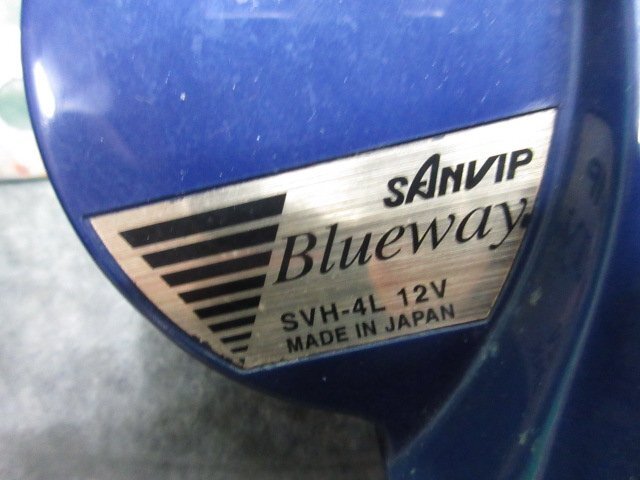 SANVIP
Blueway
SVH-4L 12V
MADE IN JAPAN